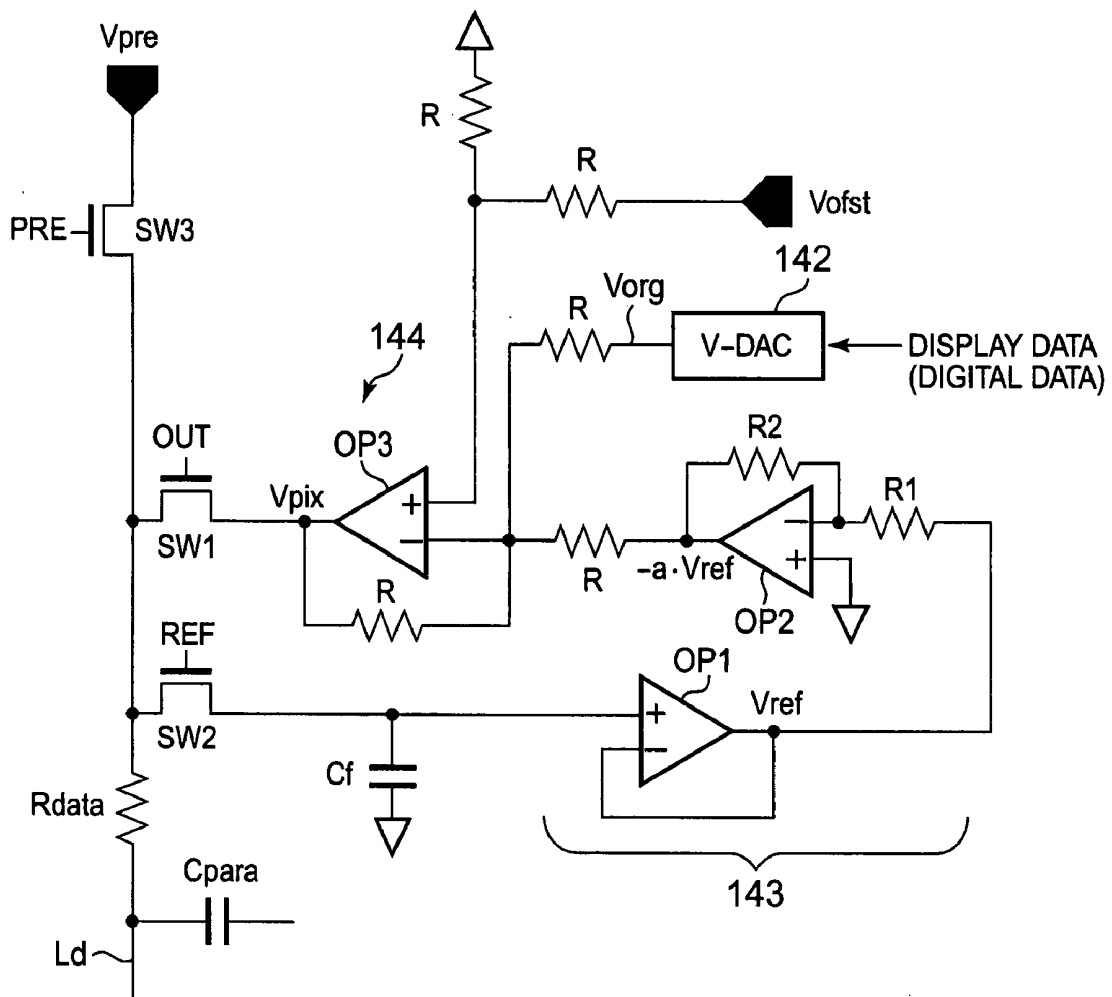 Vpre
R
R
Vofst
PRE
SW3
142
Vorg
R
V-DAC
DISPLAY DATA
(DIGITAL DATA)
144
OUT
OP3
R2
R1
Vpix
+
−
−
+
SW1
R
-a·Vref
OP2
R
REF
OP1
Vref
+
−
SW2
Cf
Rdata
143
Cpara
Ld